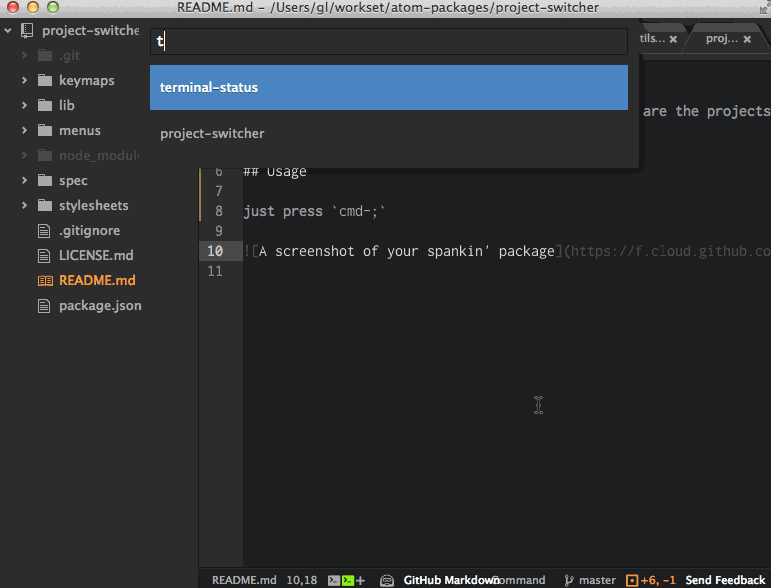 README.md - /Users/gl/workset/atom-packages/project-switcher
project-switche
t
tils...
proj...
.git
keymaps
terminal-status
lib
are the projects
menus
project-switcher
node_modul
6 ## Usage
spec
7
stylesheets
8 just press `cmd-;`
.gitignore
9
LICENSE.md
10 ![A screenshot of your spankin' package](https://f.cloud.github.co
11
README.md
package.json
README.md 10,18 GitHub Markdown Command master +6, -1 Send Feedback